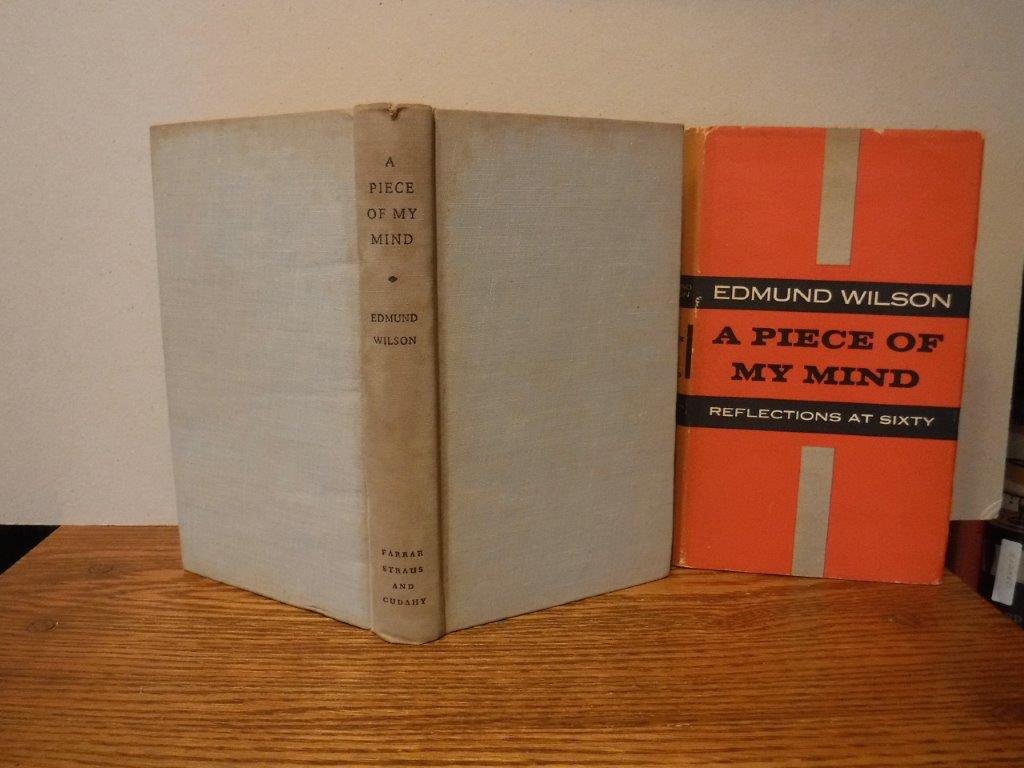 A
PIECE
OF MY
MIND
EDMUND
WILSON
FARRAR
STRAUS
AND
CUDAHY
EDMUND WILSON
A PIECE OF
MY MIND
REFLECTIONS AT SIXTY